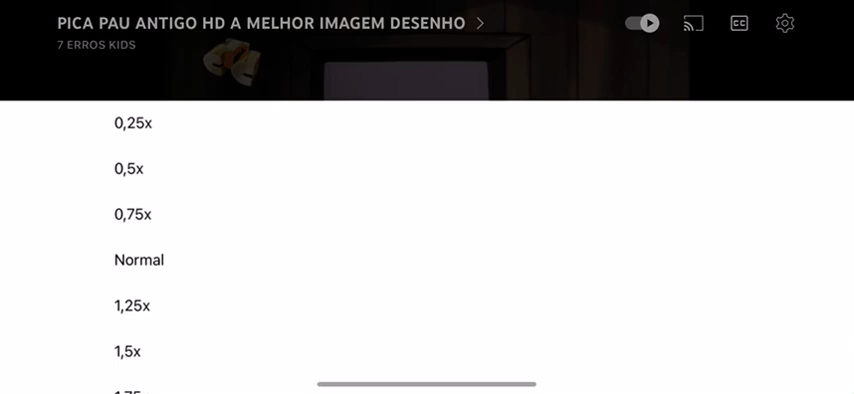 PICA PAU ANTIGO HD A MELHOR IMAGEM DESENHO
7 ERROS KIDS
CC
0,25x
0,5x
0,75x
Normal
1,25x
1,5x